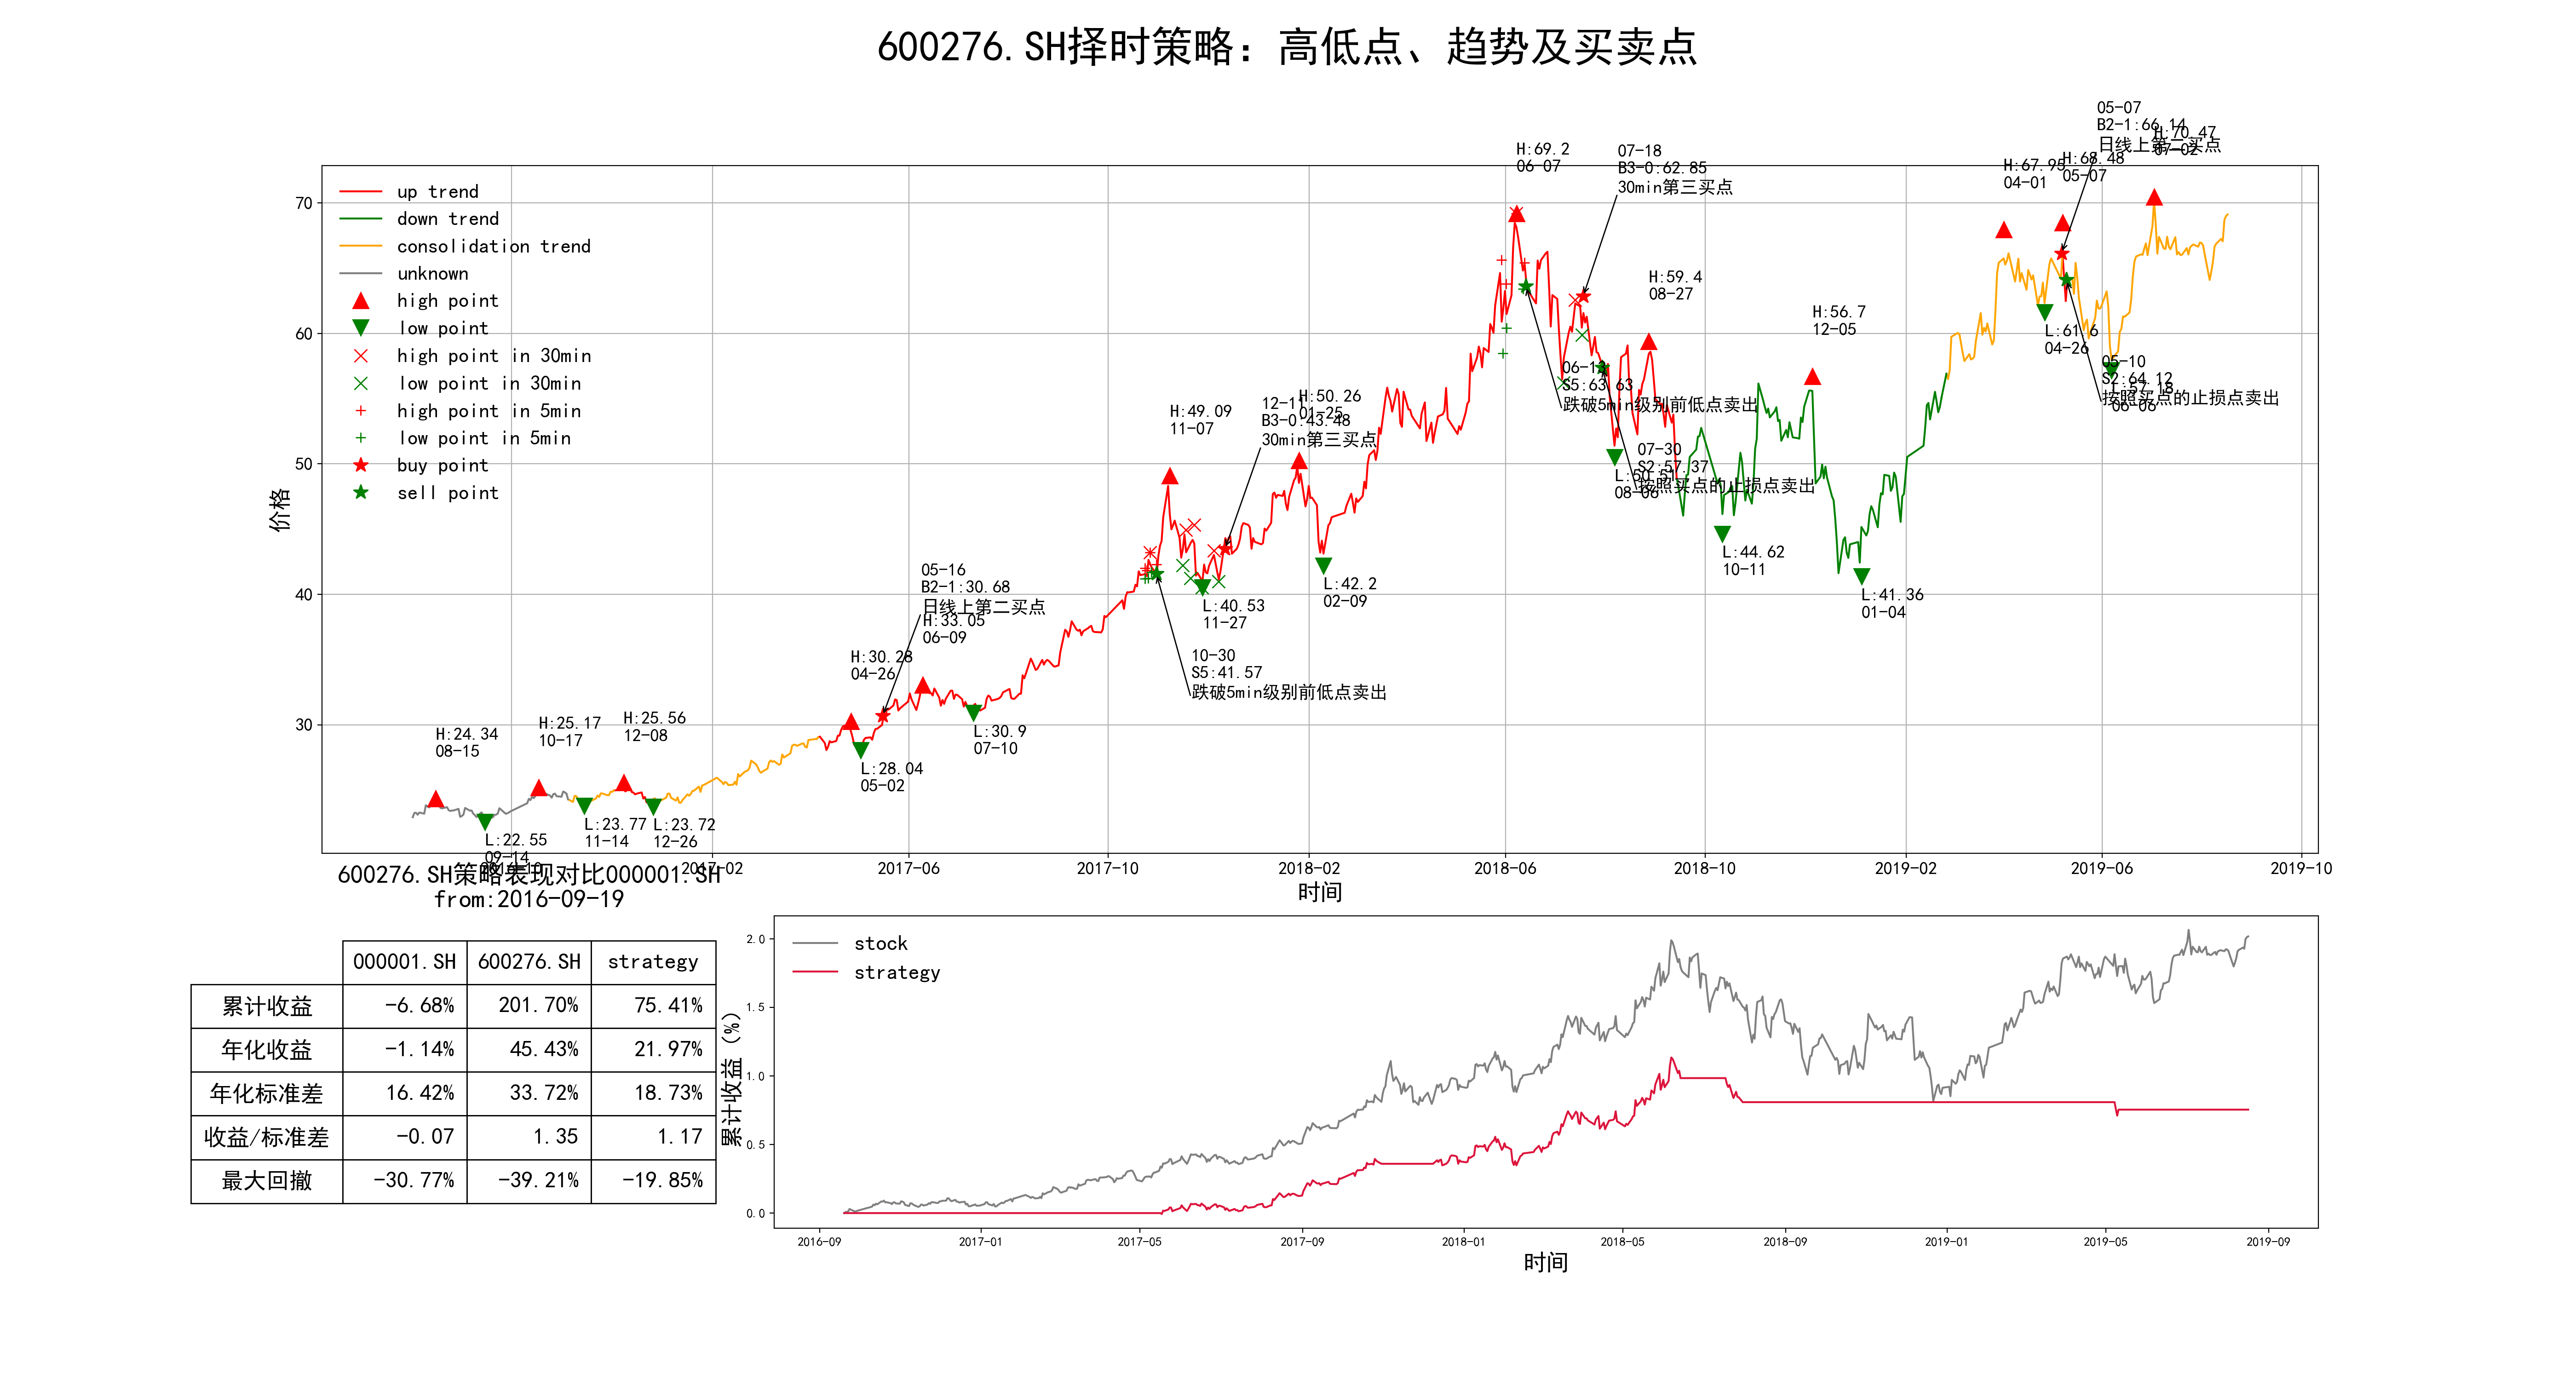 600276.SH择时策略：高低点、趋势及买卖点
up trend
down trend
consolidation trend
unknown
high point
low point
high point in 30min
low point in 30min
high point in 5min
low point in 5min
buy point
sell point
价格
70
60
50
40
30
H:24.34
08-15
L:22.55
09-14
H:25.17
10-17
L:23.77
11-14
H:25.56
12-08
L:23.72
12-26
H:30.28
04-26
L:28.04
05-02
05-16
B2-1:30.68
日线上第二买点
H:33.05
06-09
L:30.9
07-10
10-30
S5:41.57
跌破5min级别前低点卖出
H:49.09
11-07
L:40.53
11-27
12-11
B3-0:43.48
30min第三买点
H:50.26
01-25
L:42.2
02-09
H:69.2
06-07
S5:63.63
跌破5min级别前低点卖出
07-18
B3-0:62.85
30min第三买点
07-30
S2:57.37
按照买点的止损点卖出
L:50.51
08-06
H:59.4
08-27
L:44.62
10-11
H:56.7
12-05
L:41.36
01-04
H:67.95
04-01
L:61.6
04-26
05-07
B2-1:66.14
日线上第二买点
H:68.48
05-07
05-10
S2:64.12
按照买点的止损点卖出
L:57.18
06-06
H:70.47
07-02
2017-02
2017-06
2017-10
2018-02
2018-06
2018-10
2019-02
2019-06
2019-10
时间
600276.SH策略表现对比000001.SH
from:2016-09-19
000001.SH 600276.SH strategy
累计收益 -6.68% 201.70% 75.41%
年化收益 -1.14% 45.43% 21.97%
年化标准差 16.42% 33.72% 18.73%
收益/标准差 -0.07 1.35 1.17
最大回撤 -30.77% -39.21% -19.85%
累计收益 (%)
2.0
1.5
1.0
0.5
0.0
stock
strategy
2016-09
2017-01
2017-05
2017-09
2018-01
2018-05
2018-09
2019-01
2019-05
2019-09
时间